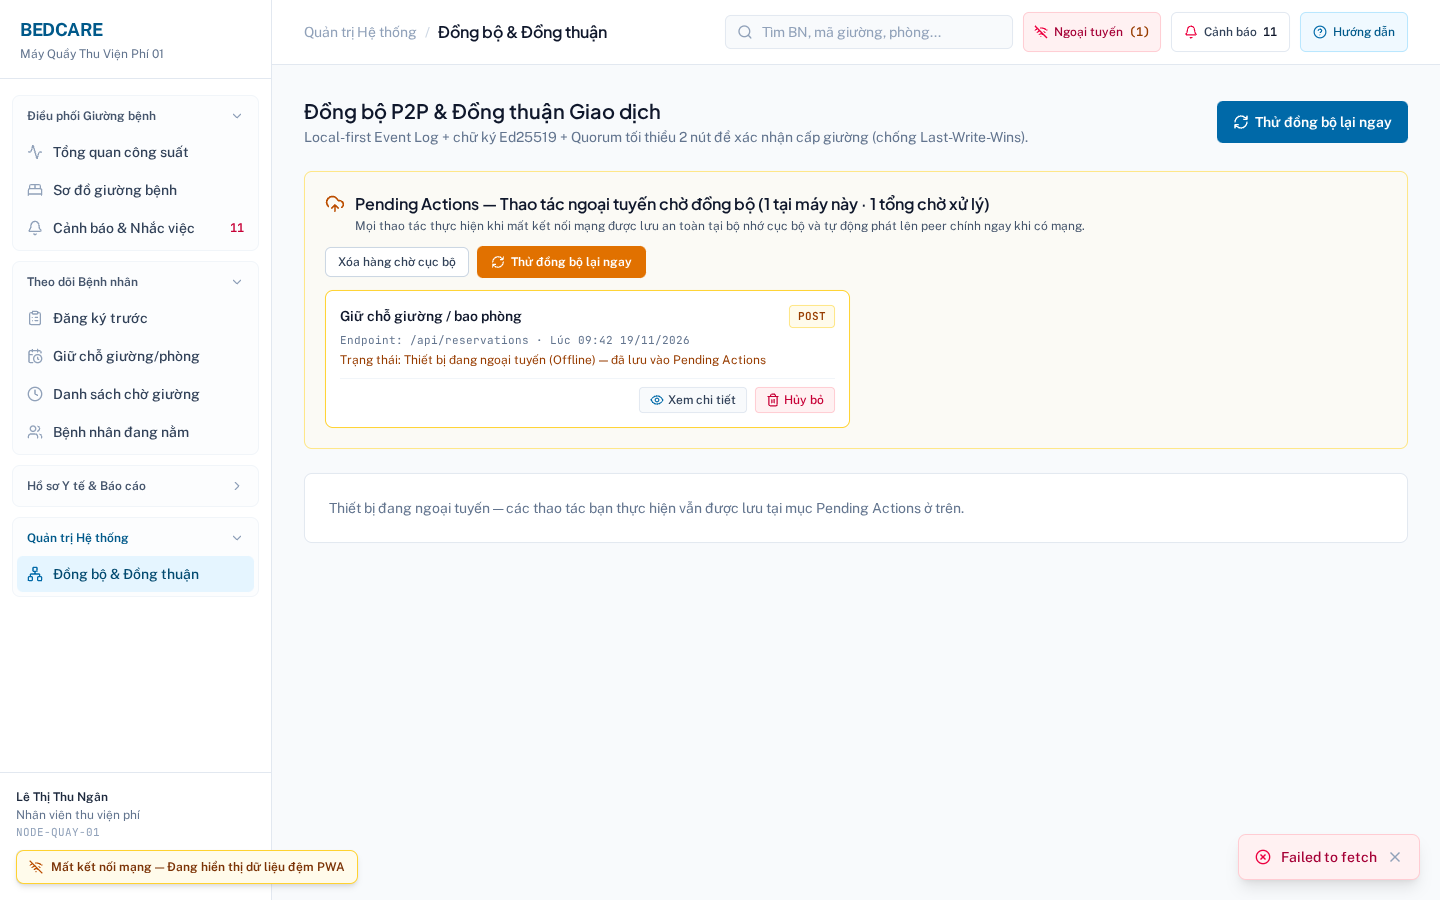 BEDCARE
Máy Quầy Thu Viện Phí 01
Điều phối Giường bệnh
Tổng quan công suất
Sơ đồ giường bệnh
Cảnh báo & Nhắc việc 11
Theo dõi Bệnh nhân
Đăng ký trước
Giữ chỗ giường/phòng
Danh sách chờ giường
Bệnh nhân đang nằm
Hồ sơ Y tế & Báo cáo
Quản trị Hệ thống
Đồng bộ & Đồng thuận
Lê Thị Thu Ngân
Nhân viên thu viện phí
NODE-QUAY-01
Mất kết nối mạng — Đang hiển thị dữ liệu đệm PWA
Quản trị Hệ thống / Đồng bộ & Đồng thuận
Tìm BN, mã giường, phòng...
Ngoại tuyến (1)
Cảnh báo 11
Hướng dẫn
Đồng bộ P2P & Đồng thuận Giao dịch
Local-first Event Log + chữ ký Ed25519 + Quorum tối thiểu 2 nút để xác nhận cấp giường (chống Last-Write-Wins).
Thử đồng bộ lại ngay
Pending Actions — Thao tác ngoại tuyến chờ đồng bộ (1 tại máy này · 1 tổng chờ xử lý)
Mọi thao tác thực hiện khi mất kết nối mạng được lưu an toàn tại bộ nhớ cục bộ và tự động phát lên peer chính ngay khi có mạng.
Xóa hàng chờ cục bộ
Thử đồng bộ lại ngay
Giữ chỗ giường / bao phòng
POST
Endpoint: /api/reservations · Lúc 09:42 19/11/2026
Trạng thái: Thiết bị đang ngoại tuyến (Offline) — đã lưu vào Pending Actions
Xem chi tiết
Hủy bỏ
Thiết bị đang ngoại tuyến — các thao tác bạn thực hiện vẫn được lưu tại mục Pending Actions ở trên.
Failed to fetch